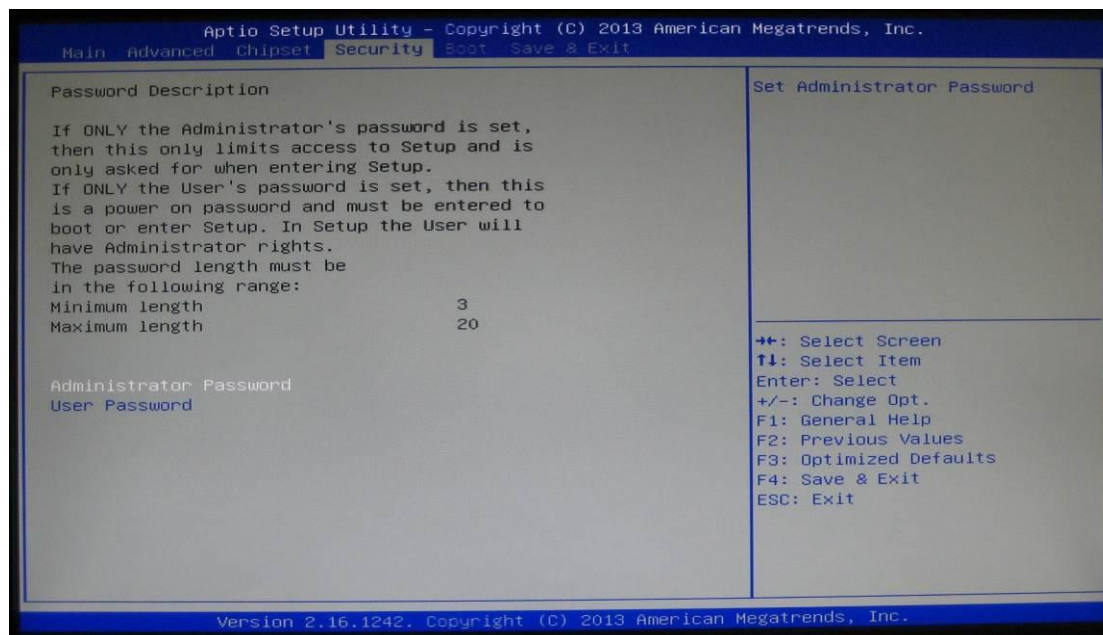 Aptio Setup Utility – Copyright (C) 2013 American Megatrends, Inc.
Main Advanced Chipset Security Boot Save & Exit
Password Description
If ONLY the Administrator's password is set,
then this only limits access to Setup and is
only asked for when entering Setup.
If ONLY the User's password is set, then this
is a power on password and must be entered to
boot or enter Setup. In Setup the User will
have Administrator rights.
The password length must be
in the following range:
Minimum length 3
Maximum length 20
Administrator Password
User Password
Set Administrator Password
→←: Select Screen
↑↓: Select Item
Enter: Select
+/-: Change Opt.
F1: General Help
F2: Previous Values
F3: Optimized Defaults
F4: Save & Exit
ESC: Exit
Version 2.16.1242. Copyright (C) 2013 American Megatrends, Inc.